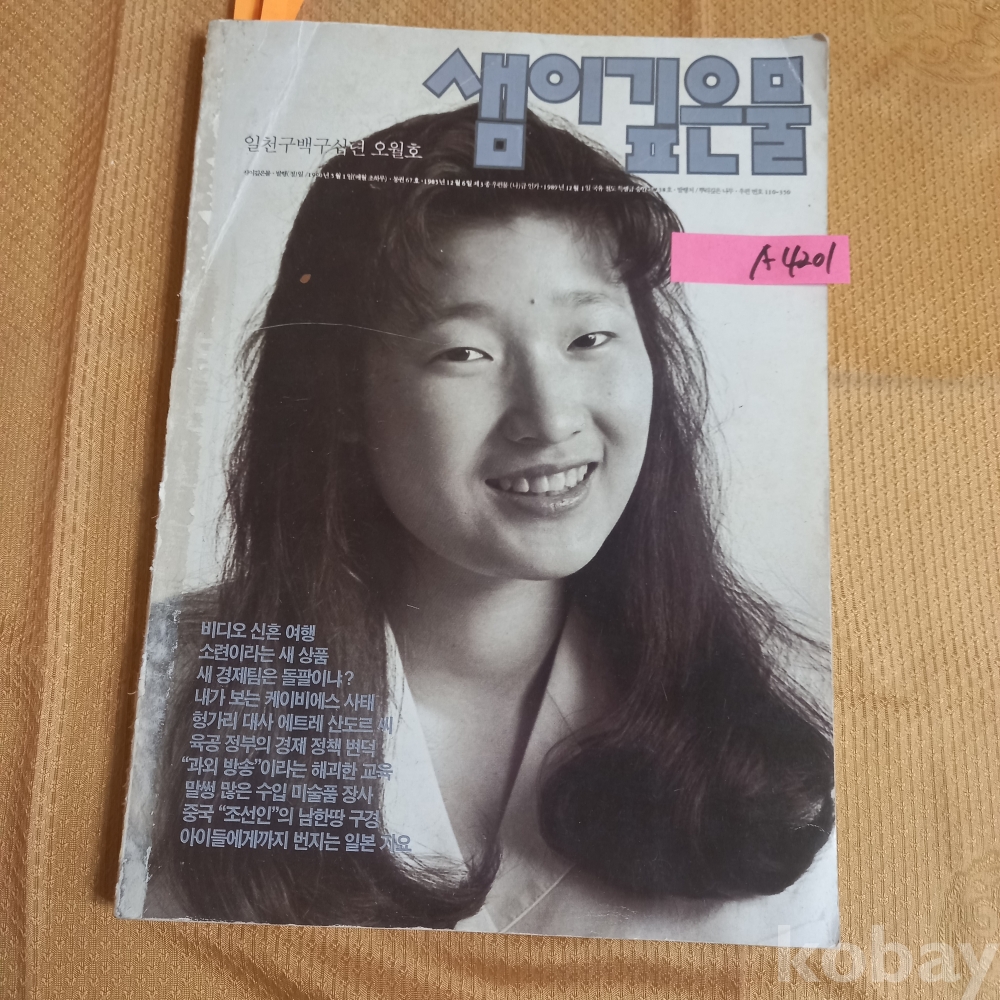 샘이깊은물
일천구백구십년 오월호
A4201
비디오 신혼 여행
소련이라는 새 상품
새 경제팀은 돌팔이냐?
내가 보는 케이비에스 사태
헝가리 대사 에트레 산도르 씨
육공 정부의 경제 정책 변덕
“과외 방송”이라는 해괴한 교육
말썽 많은 수입 미술품 장사
중국 “조선인”의 남한땅 구경
아이들에게까지 번지는 일본 가요
kobay